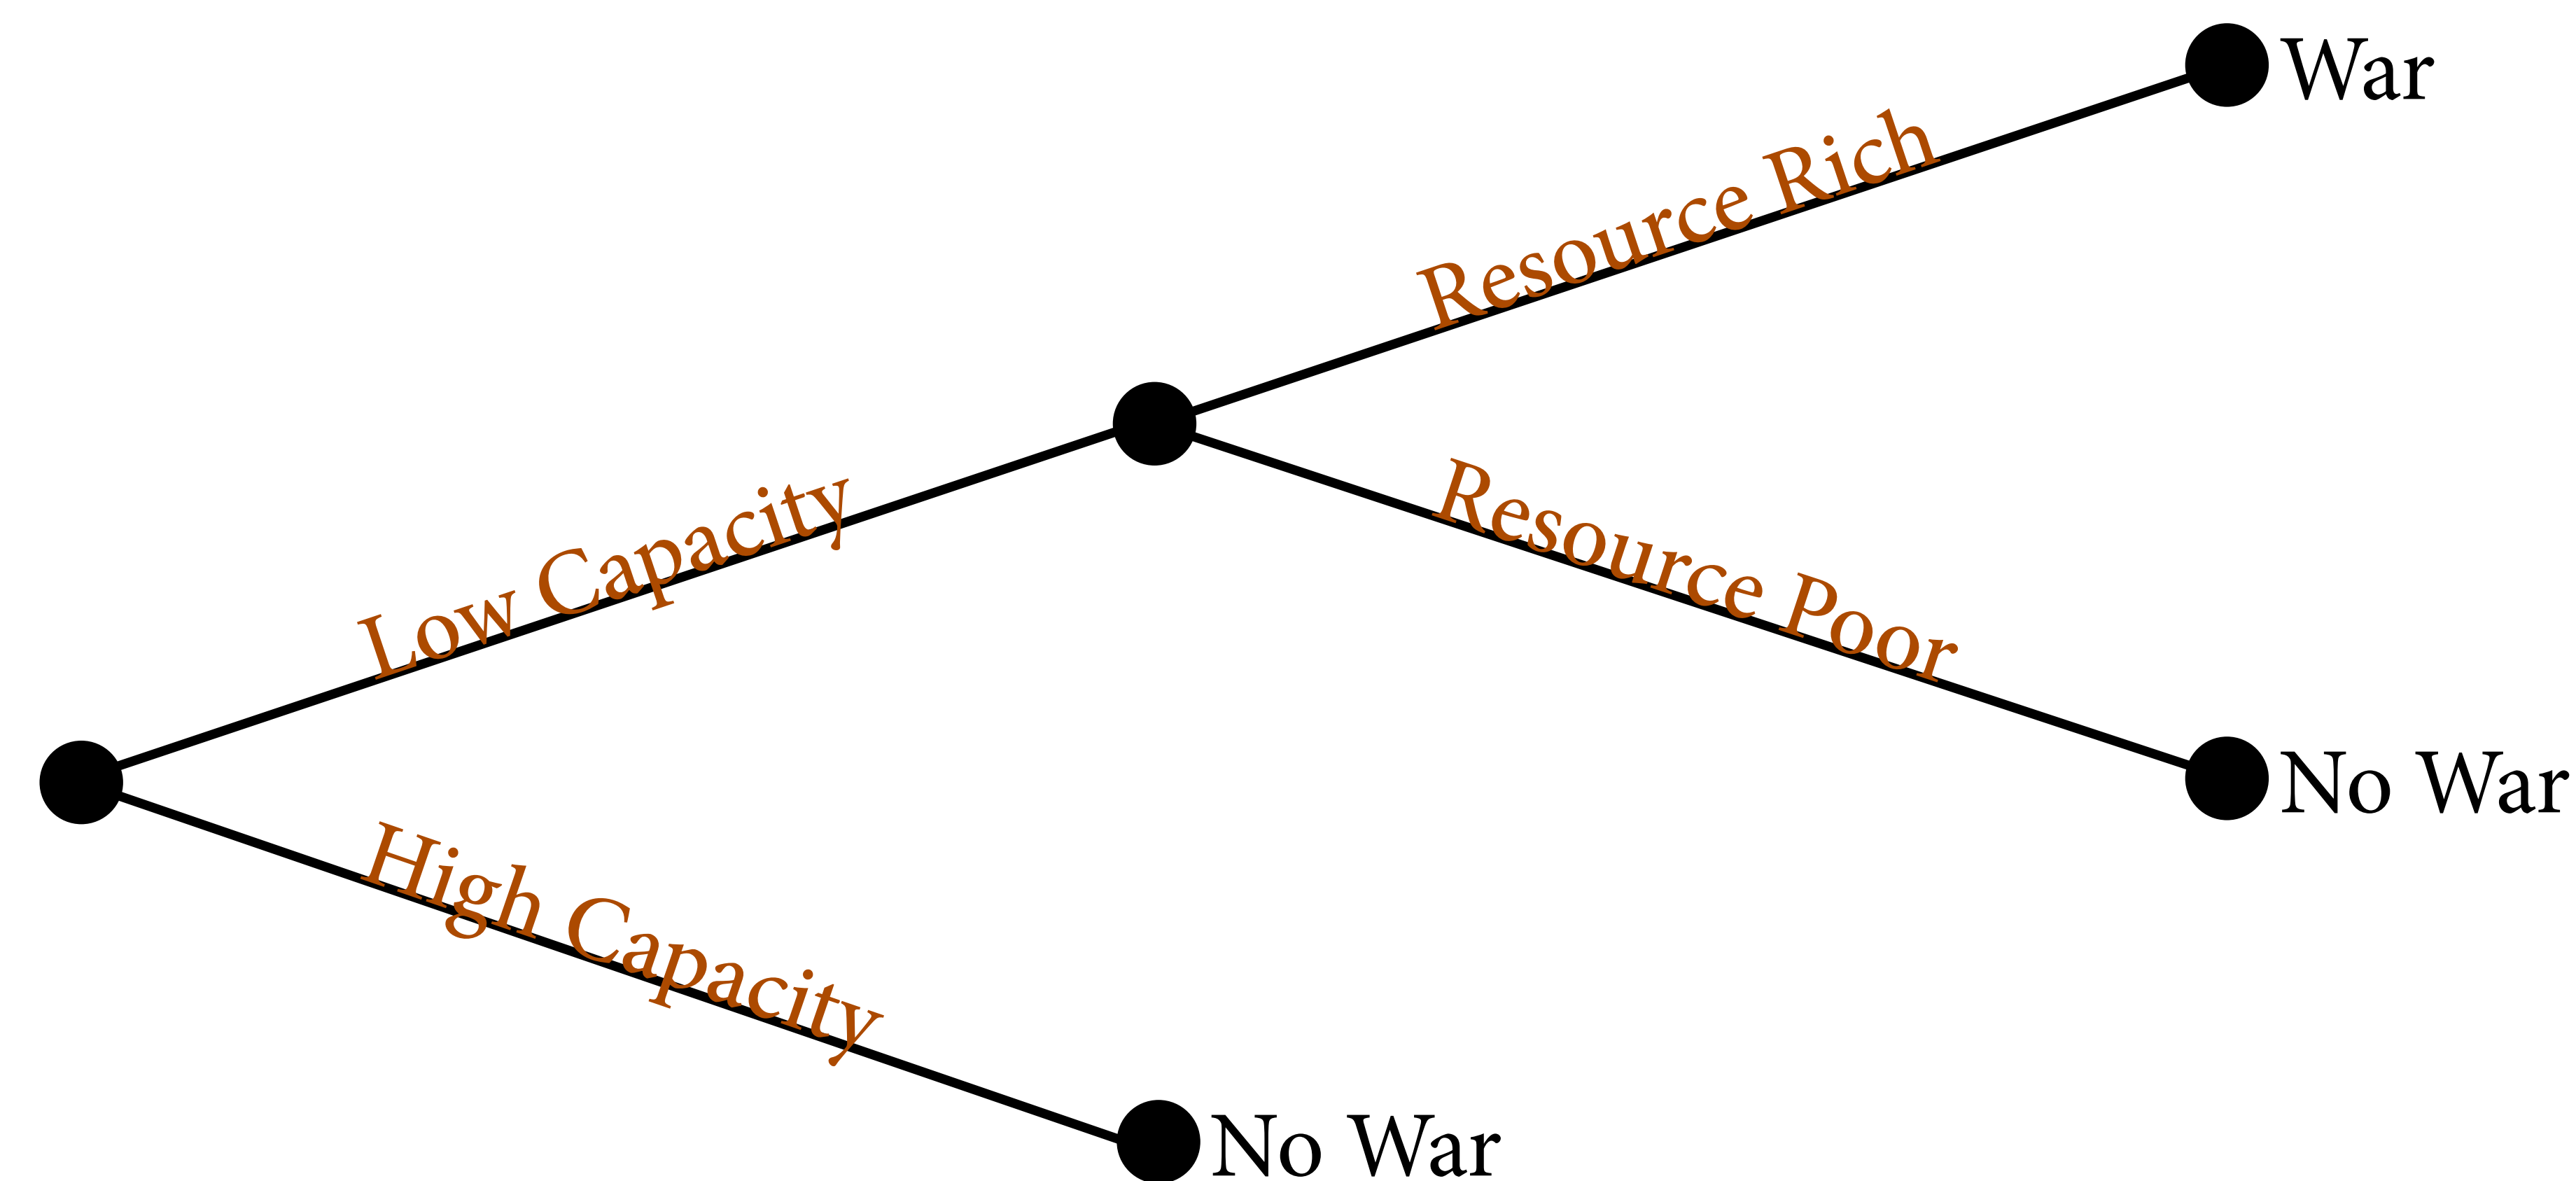 War
Resource Rich
Low Capacity
Resource Poor
No War
High Capacity
No War